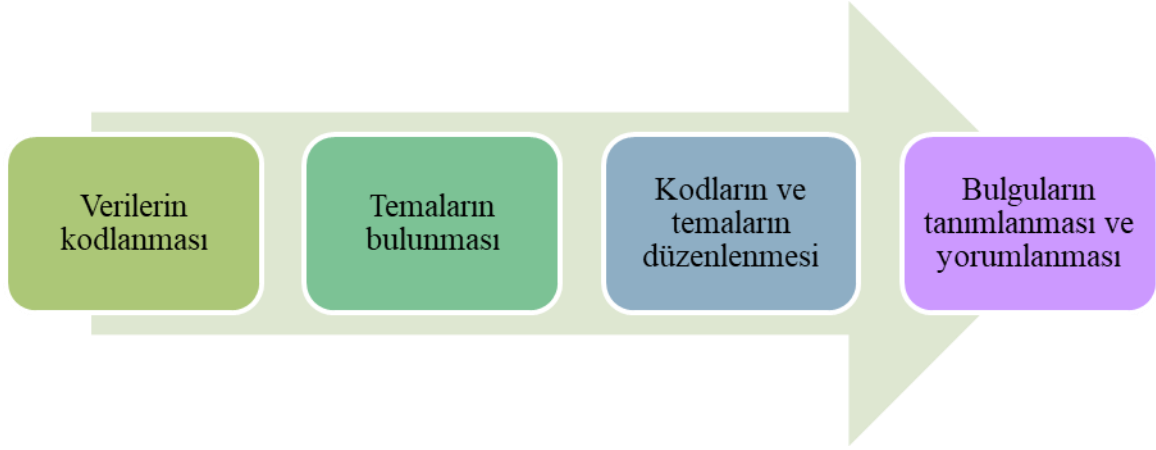 Verilerin
kodlanması
Temaların
bulunması
Kodların ve
temaların
düzenlenmesi
Bulguların
tanımlanması ve
yorumlanması